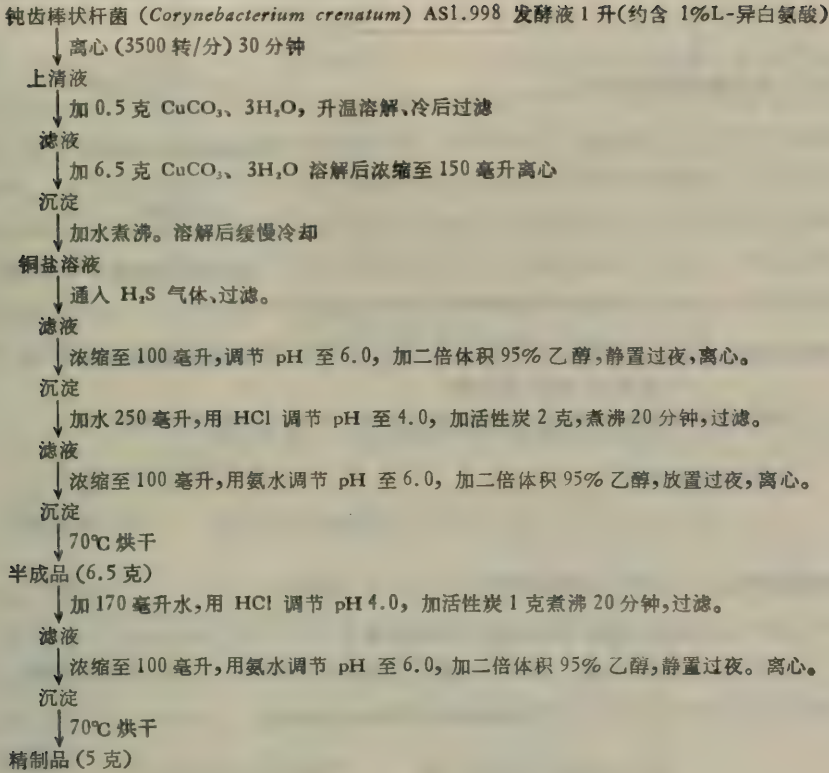 钝齿棒状杆菌 (Corynebacterium crenatum) AS1.998 发酵液 1 升(约含 1%L-异白氨酸)
↓离心 (3500 转/分) 30 分钟
上清液
↓加 0.5 克 CuCO₃、3H₂O, 升温溶解、冷后过滤
滤液
↓加 6.5 克 CuCO₃、3H₂O 溶解后浓缩至 150 毫升离心
沉淀
↓加水煮沸。溶解后缓慢冷却
铜盐溶液
↓通入 H₂S 气体、过滤。
滤液
↓浓缩至 100 毫升,调节 pH 至 6.0, 加二倍体积 95% 乙醇,静置过夜,离心。
沉淀
↓加水 250 毫升,用 HCl 调节 pH 至 4.0, 加活性炭 2 克,煮沸 20 分钟,过滤。
滤液
↓浓缩至 100 毫升,用氨水调节 pH 至 6.0, 加二倍体积 95% 乙醇,放置过夜,离心。
沉淀
↓70℃ 烘干
半成品 (6.5 克)
↓加 170 毫升水,用 HCl 调节 pH 4.0, 加活性炭 1 克煮沸 20 分钟,过滤。
滤液
↓浓缩至 100 毫升,用氨水调节 pH 至 6.0, 加二倍体积 95% 乙醇,静置过夜。离心。
沉淀
↓70℃ 烘干
精制品 (5 克)